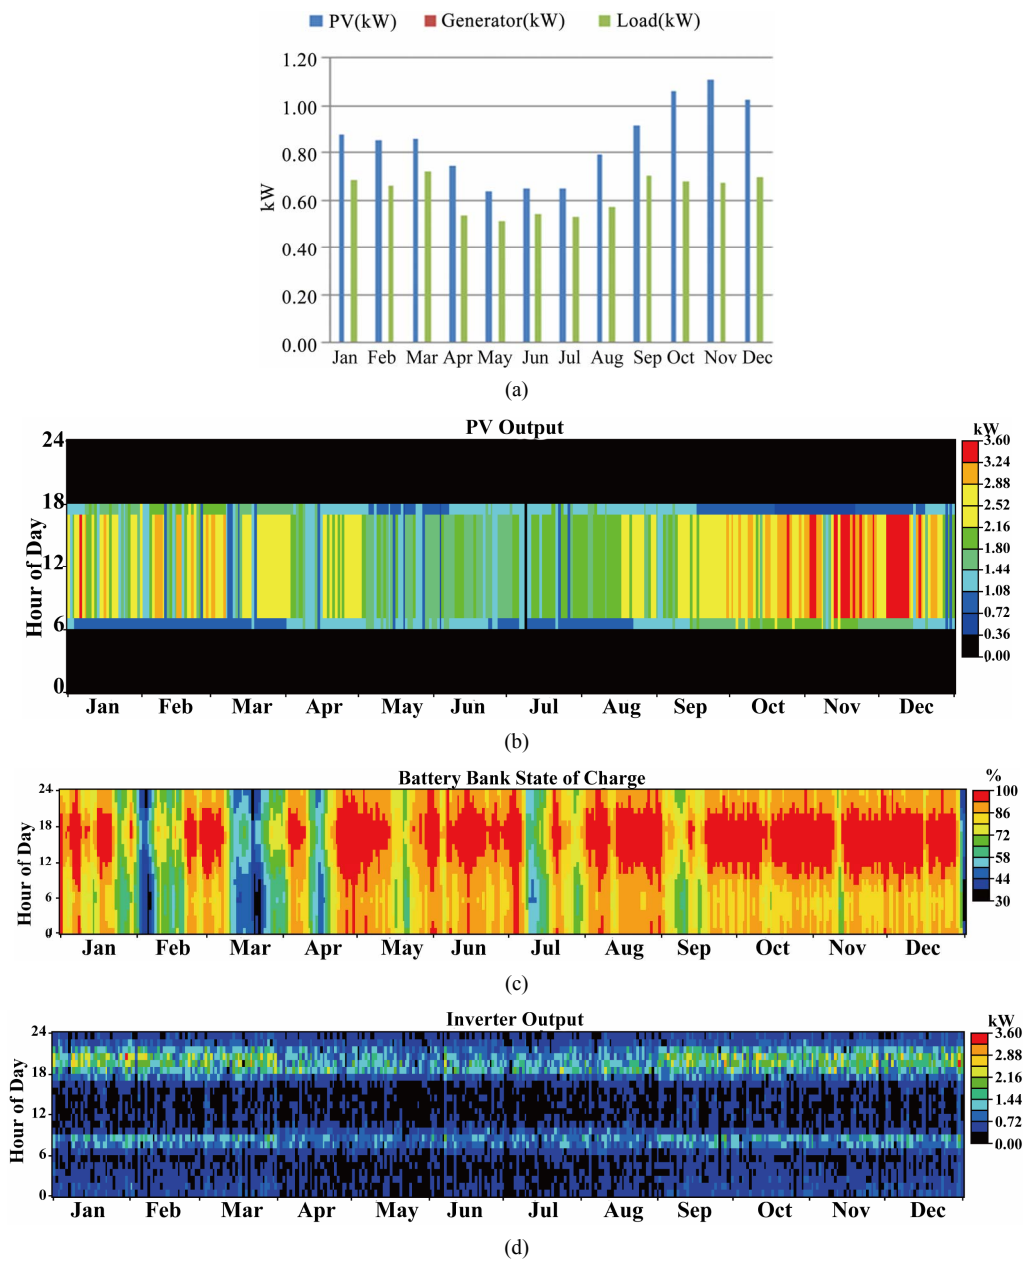 PV(kW) Generator(kW) Load(kW)
1.20
1.00
0.80
0.60
0.40
0.20
0.00
kW
Jan Feb Mar Apr May Jun Jul Aug Sep Oct Nov Dec
(a)
PV Output
24
18
12
6
0
Hour of Day
Jan Feb Mar Apr May Jun Jul Aug Sep Oct Nov Dec
kW
3.60
3.24
2.88
2.52
2.16
1.80
1.44
1.08
0.72
0.36
0.00
(b)
Battery Bank State of Charge
24
18
12
6
0
Hour of Day
Jan Feb Mar Apr May Jun Jul Aug Sep Oct Nov Dec
%
100
86
72
58
44
30
(c)
Inverter Output
24
18
12
6
0
Hour of Day
Jan Feb Mar Apr May Jun Jul Aug Sep Oct Nov Dec
kW
3.60
2.88
2.16
1.44
0.72
0.00
(d)